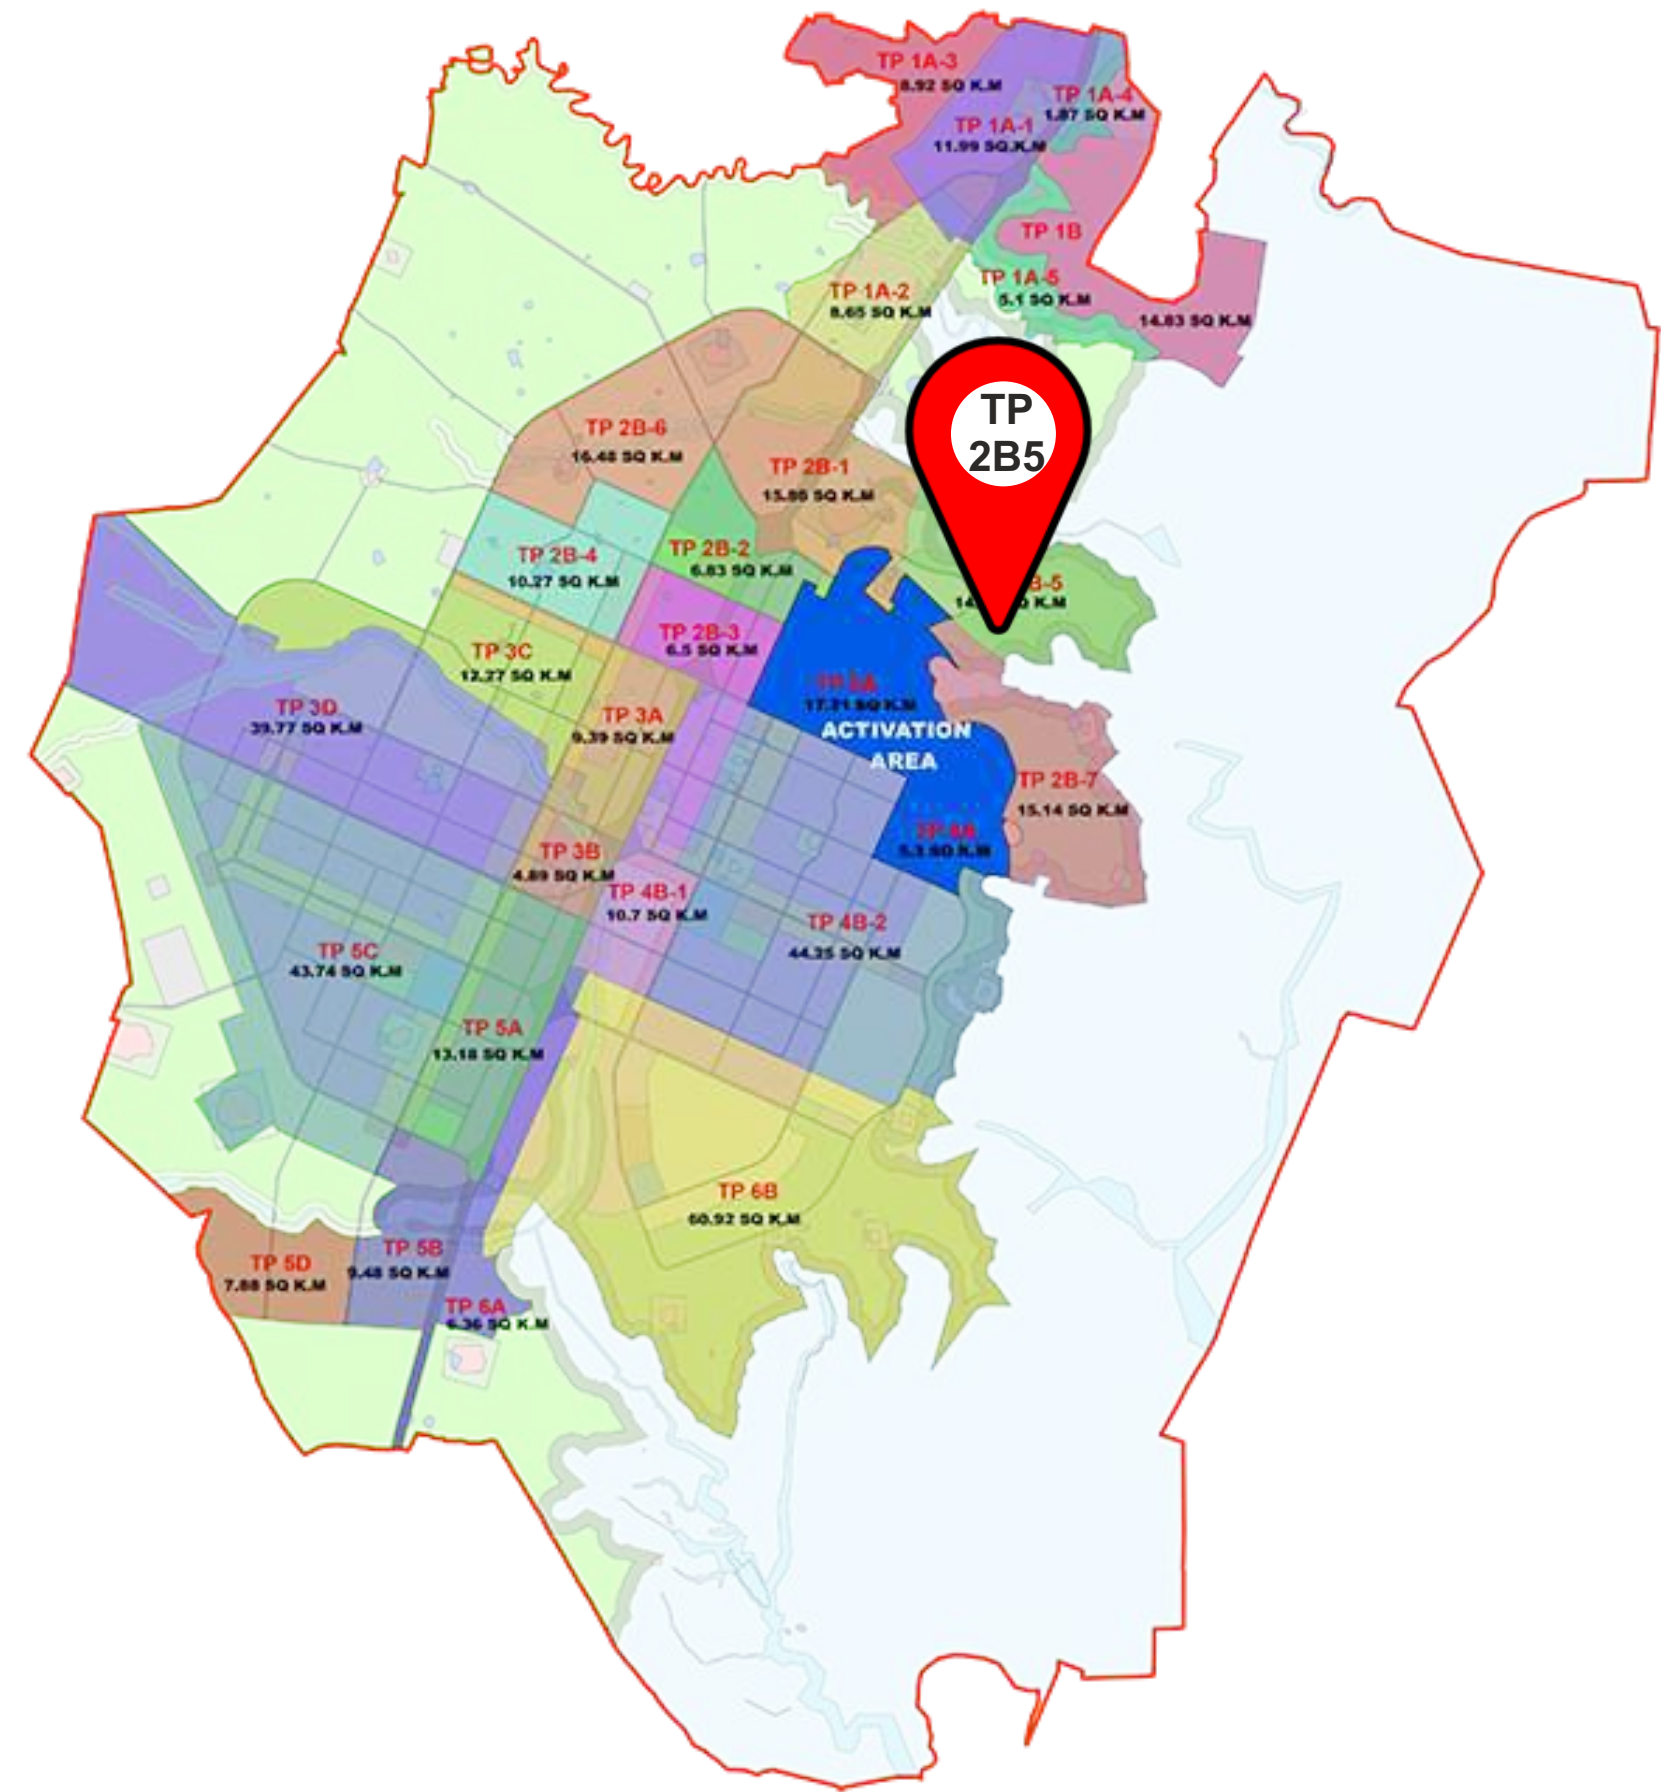 TP 1A-3
8.92 SQ K.M
TP 1A-4
1.87 SQ K.M
TP 1A-1
11.99 SQ.K.M
TP 1B
TP 1A-5
5.1 SQ K.M
14.83 SQ K.M
TP 1A-2
8.65 SQ K.M
TP
2B5
TP 2B-6
16.48 SQ K.M
TP 2B-1
SQ K.M
TP 2B-4
10.27 SQ K.M
TP 2B-2
6.83 SQ K.M
B-5
14. Q K.M
TP 2B-3
6.5 SQ K.M
TP 3C
12.27 SQ K.M
SQ K.M
TP 3D
39.77 SQ K.M
TP 3A
9.39 SQ K.M
ACTIVATION
AREA
TP 2B-7
15.14 SQ K.M
SQ K.M
TP 3B
4.89 SQ K.M
TP 4B-1
10.7 SQ K.M
TP 4B-2
44.25 SQ K.M
TP 5C
43.74 SQ K.M
TP 5A
13.18 SQ K.M
TP 6B
60.92 SQ K.M
TP 5D
7.88 SQ K.M
TP 5B
9.48 SQ K.M
TP 6A
6.36 SQ K.M